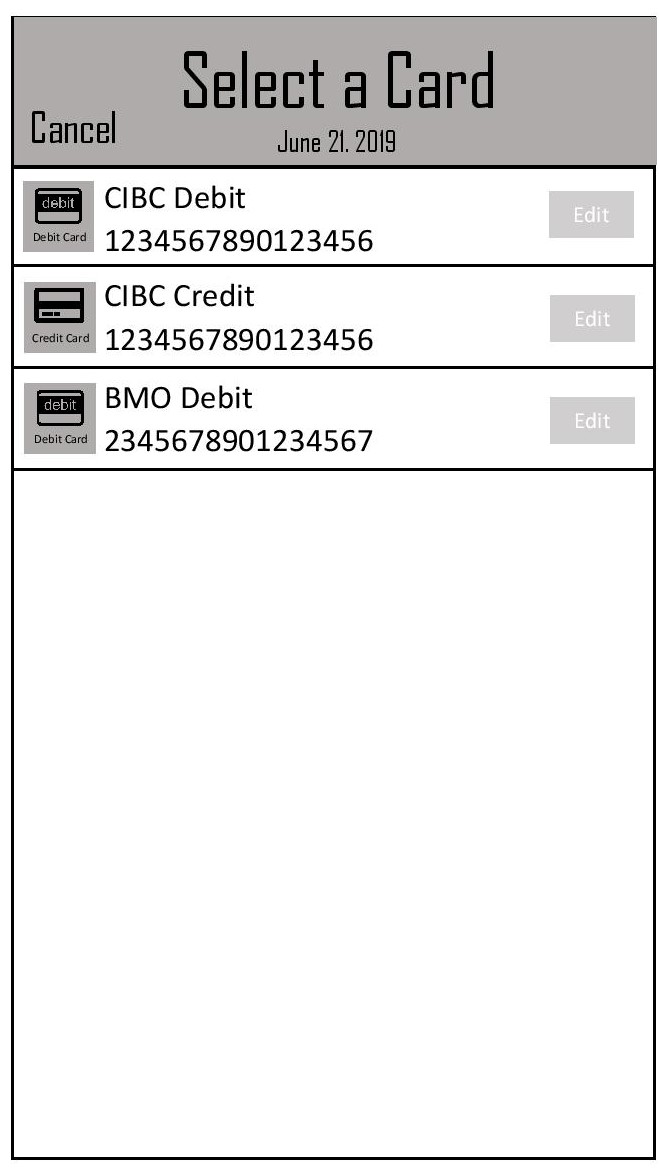 Select a Card
Cancel
June 21. 2019
debit
Debit Card
CIBC Debit
1234567890123456
Edit
Credit Card
CIBC Credit
1234567890123456
Edit
debit
Debit Card
BMO Debit
2345678901234567
Edit